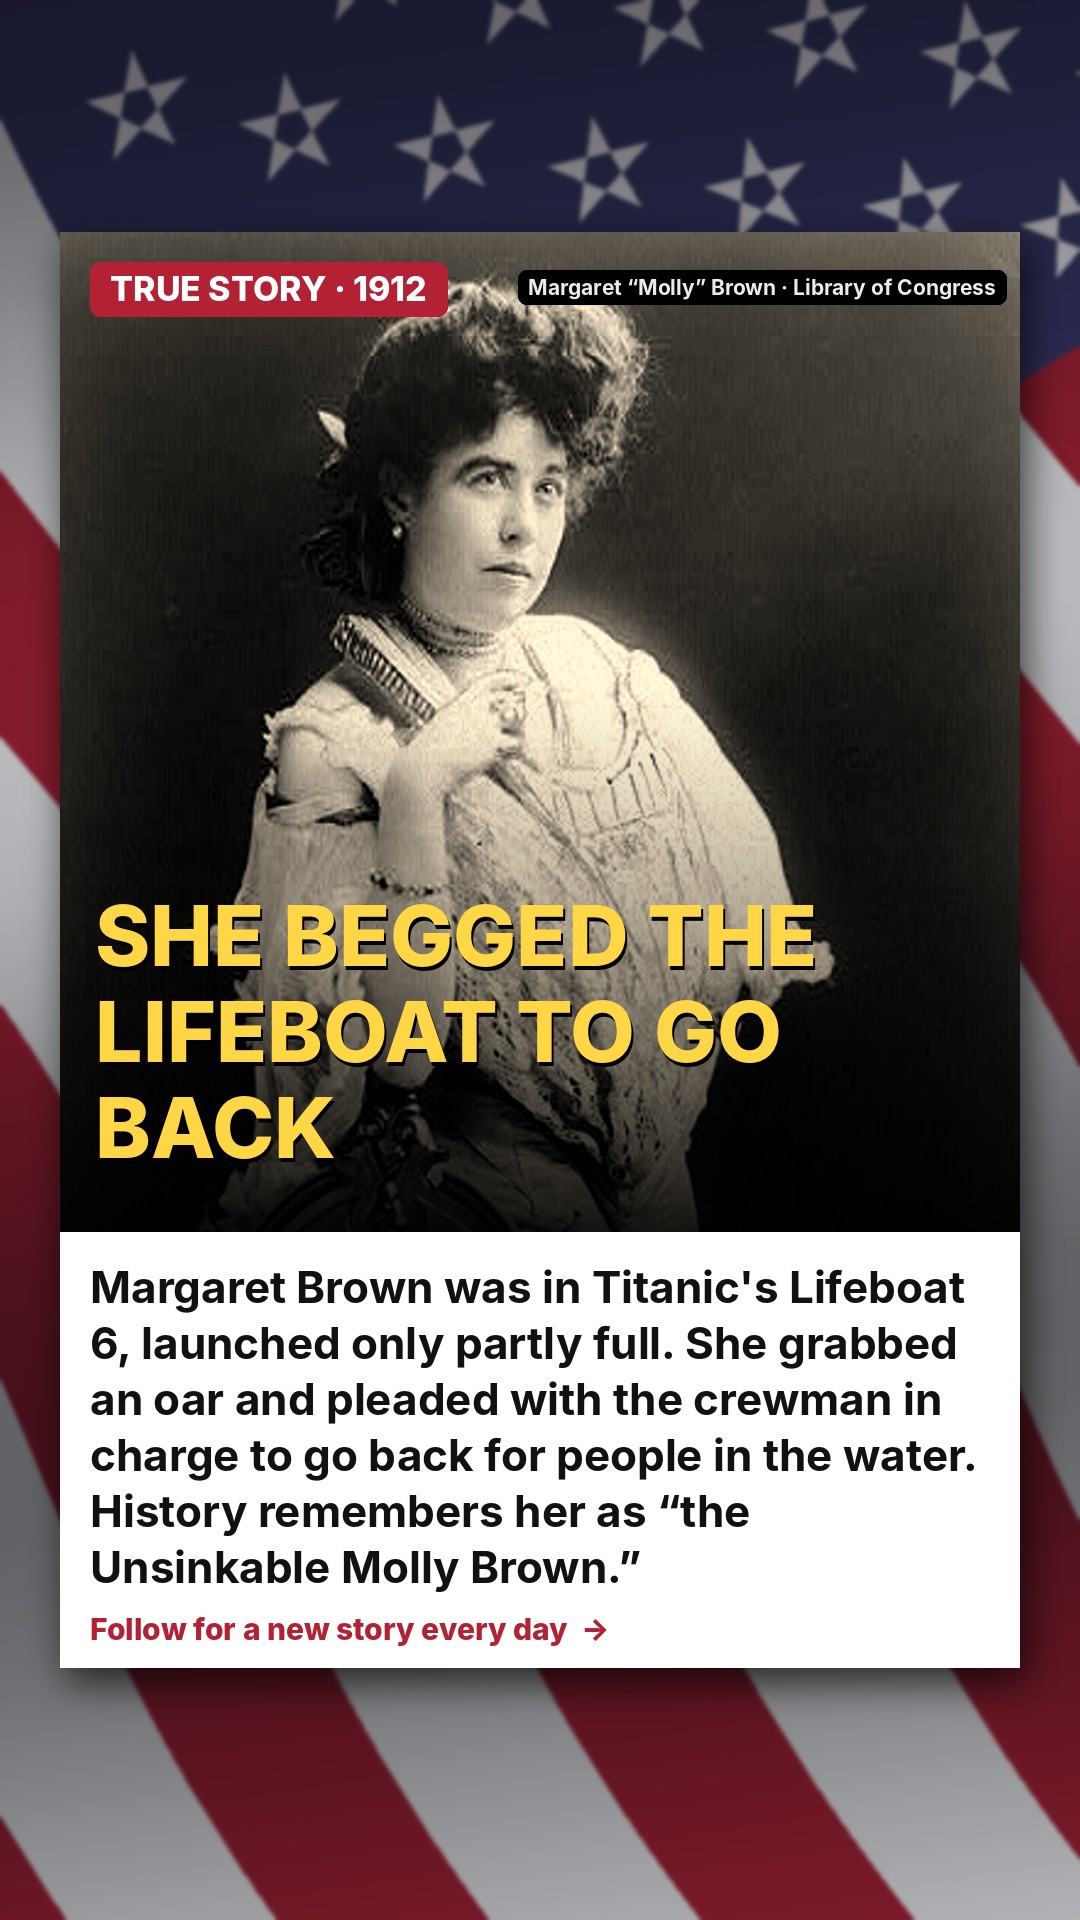 TRUE STORY · 1912
Margaret “Molly” Brown · Library of Congress
SHE BEGGED THE
LIFEBOAT TO GO
BACK
Margaret Brown was in Titanic's Lifeboat
6, launched only partly full. She grabbed
an oar and pleaded with the crewman in
charge to go back for people in the water.
History remembers her as “the
Unsinkable Molly Brown.”
Follow for a new story every day →